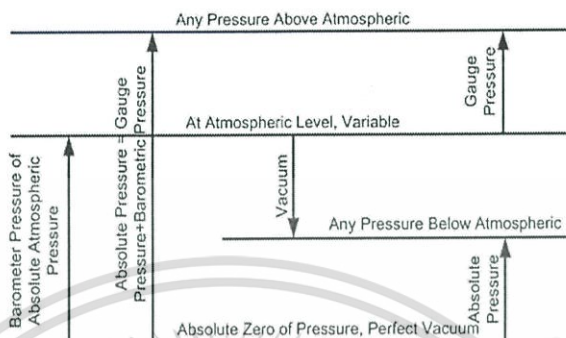 Any Pressure Above Atmospheric
Gauge
Pressure
At Atmospheric Level, Variable
Barometer Pressure of
Absolute Atmospheric
Pressure
Absolute Pressure = Gauge
Pressure+Barometric Pressure
Vacuum
Any Pressure Below Atmospheric
Absolute
Pressure
Absolute Zero of Pressure, Perfect Vacuum